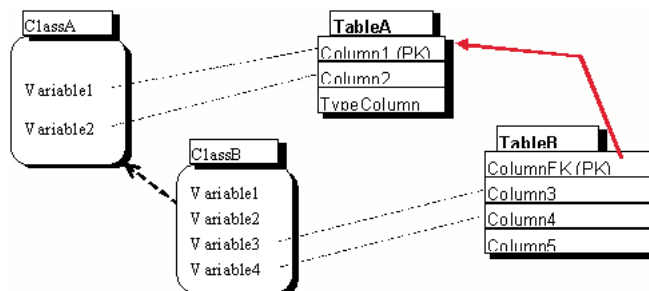 ClassA
Variable1
Variable2
TableA
Column1 (PK)
Column2
TypeColumn
ClassB
Variable1
Variable2
Variable3
Variable4
TableB
ColumnFK (PK)
Column3
Column4
Column5